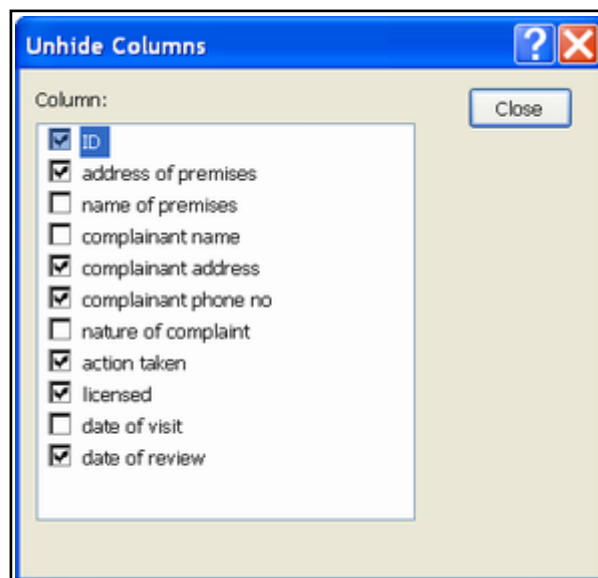 Unhide Columns
Column:
Close
ID
address of premises
name of premises
complainant name
complainant address
complainant phone no
nature of complaint
action taken
licensed
date of visit
date of review